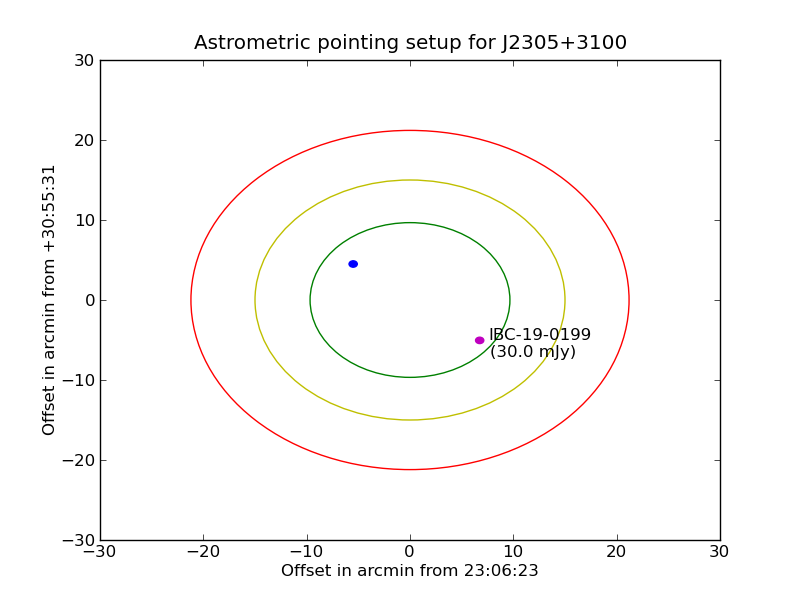 Astrometric pointing setup for J2305+3100
30
20
10
0
−10
−20
−30
Offset in arcmin from +30:55:31
IBC-19-0199
(30.0 mJy)
−30
−20
−10
0
10
20
30
Offset in arcmin from 23:06:23